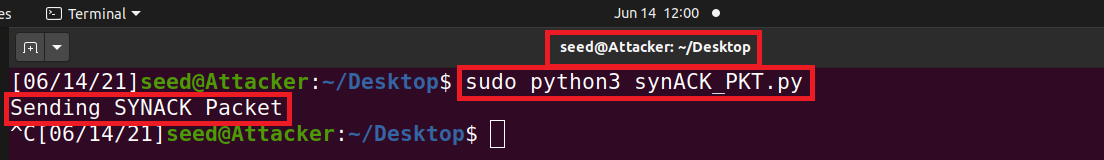 es Terminal Jun 14 12:00
seed@Attacker: ~/Desktop
[06/14/21]seed@Attacker:~/Desktop$ sudo python3 synACK_PKT.py
Sending SYNACK Packet
^C[06/14/21]seed@Attacker:~/Desktop$